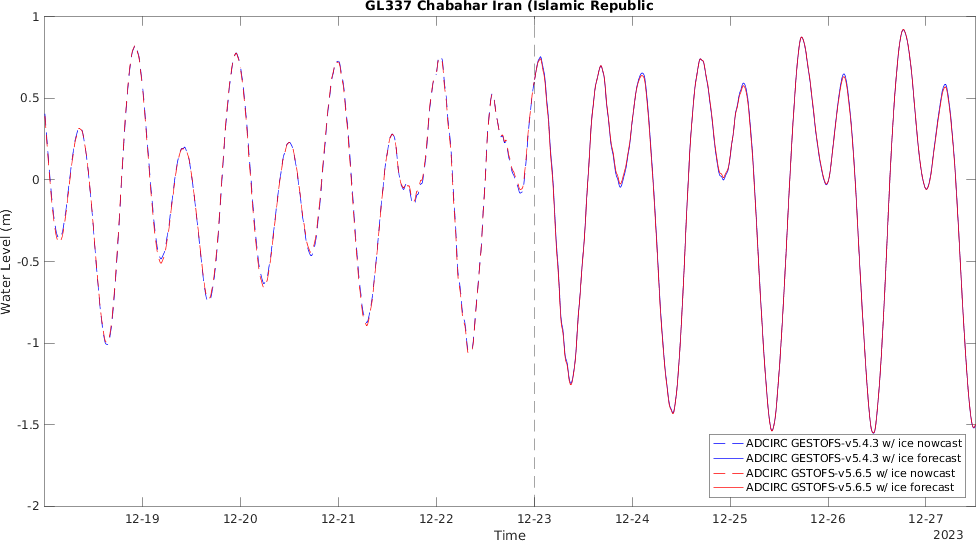 GL337 Chabahar Iran (Islamic Republic
1
0.5
0
-0.5
-1
-1.5
-2
Water Level (m)
ADCIRC GESTOFS-v5.4.3 w/ ice nowcast
ADCIRC GESTOFS-v5.4.3 w/ ice forecast
ADCIRC GSTOFS-v5.6.5 w/ ice nowcast
ADCIRC GSTOFS-v5.6.5 w/ ice forecast
12-19 12-20 12-21 12-22 12-23 12-24 12-25 12-26 12-27
Time
2023